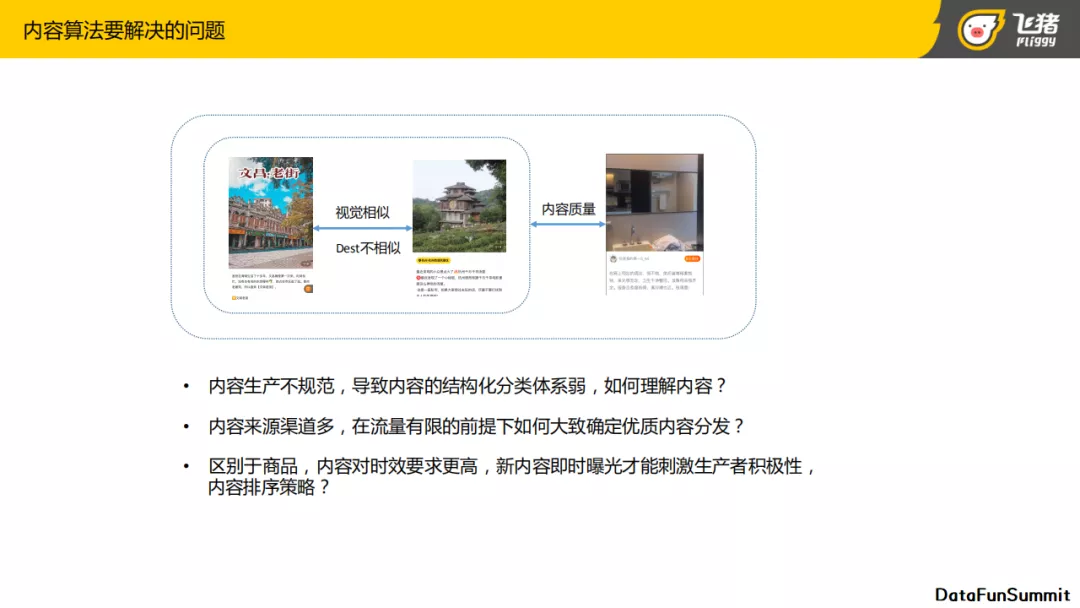 内容算法要解决的问题
飞猪
Fliggy
文昌·老街
视觉相似
Dest不相似
内容质量
• 内容生产不规范，导致内容的结构化分类体系弱，如何理解内容？
• 内容来源渠道多，在流量有限的前提下如何大致确定优质内容分发？
• 区别于商品，内容对时效要求更高，新内容即时曝光才能刺激生产者积极性，
内容排序策略？
DataFunSummit